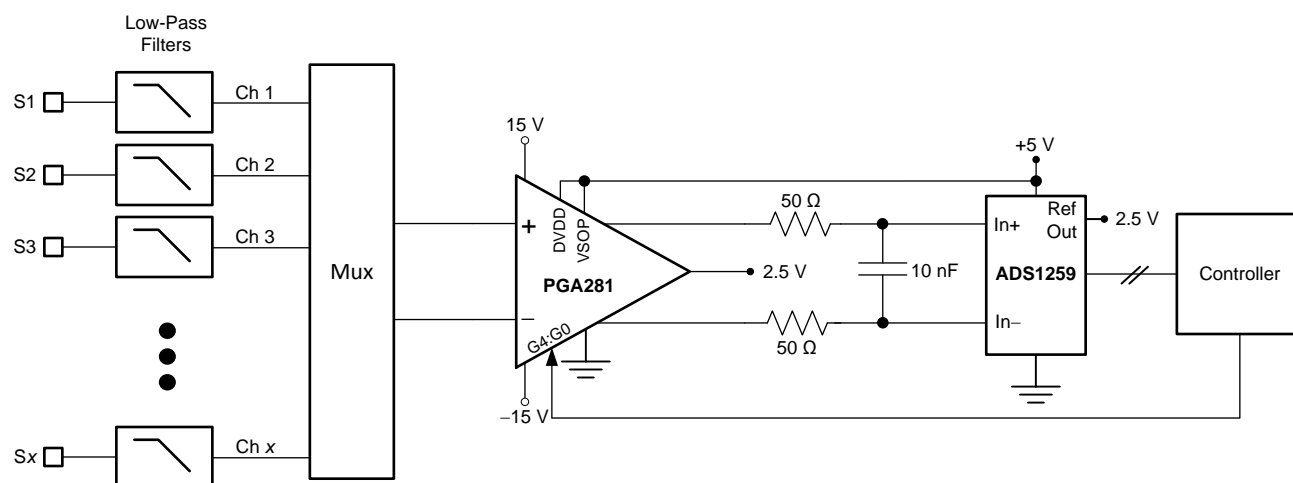 Low-Pass
Filters
S1
Ch 1
S2
Ch 2
S3
Ch 3
Sx
Ch x
Mux
15 V
+
−
DVDD
VSOP
PGA281
G4:G0
−15 V
2.5 V
50 Ω
50 Ω
10 nF
+5 V
In+
In−
Ref
Out
ADS1259
2.5 V
Controller